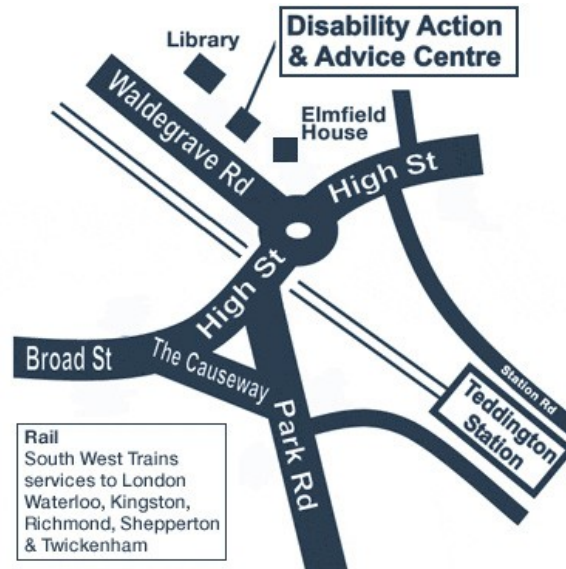 Disability Action
& Advice Centre
Library
Elmfield
House
Waldegrave Rd
High St
High St
Broad St
The Causeway
Park Rd
Station Rd
Teddington
Station
Rail
South West Trains
services to London
Waterloo, Kingston,
Richmond, Shepperton
& Twickenham